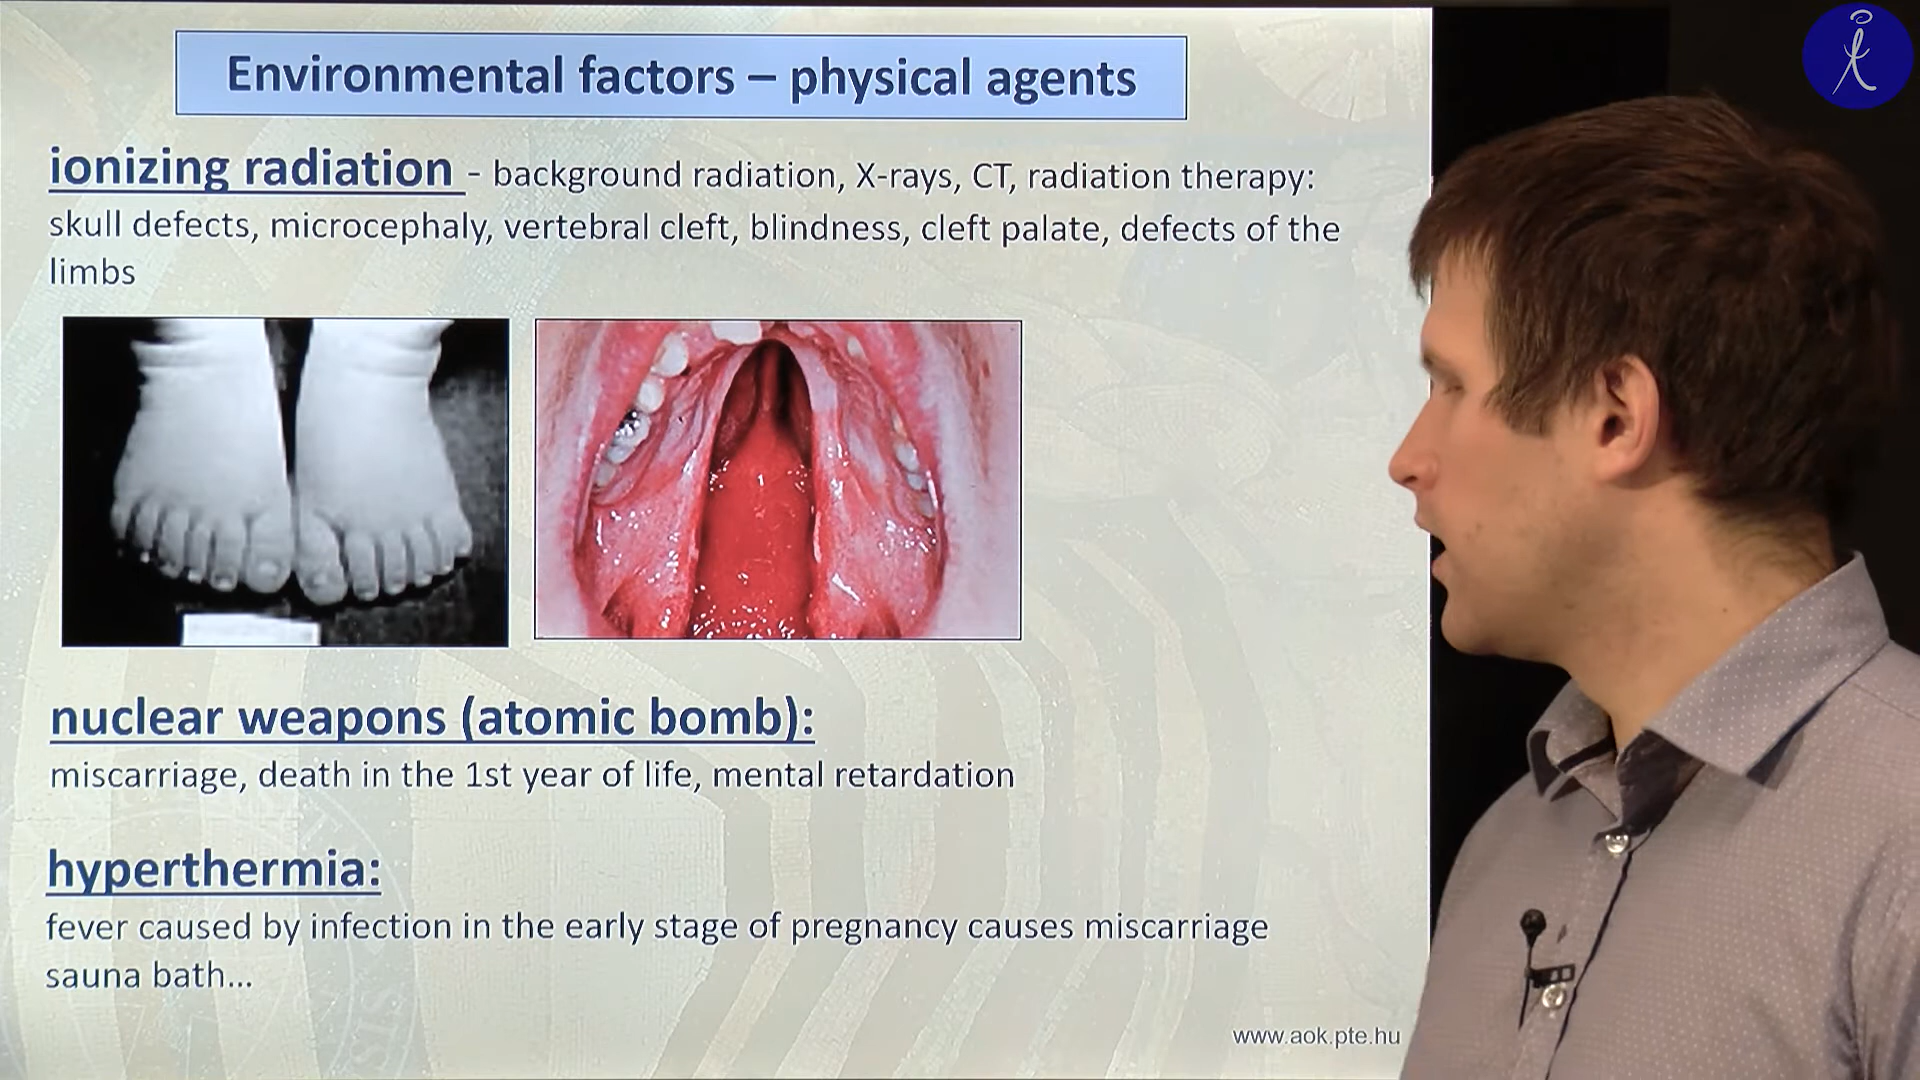 Environmental factors – physical agents
ionizing radiation - background radiation, X-rays, CT, radiation therapy:
skull defects, microcephaly, vertebral cleft, blindness, cleft palate, defects of the
limbs
nuclear weapons (atomic bomb):
miscarriage, death in the 1st year of life, mental retardation
hyperthermia:
fever caused by infection in the early stage of pregnancy causes miscarriage
sauna bath...
www.aok.pte.hu